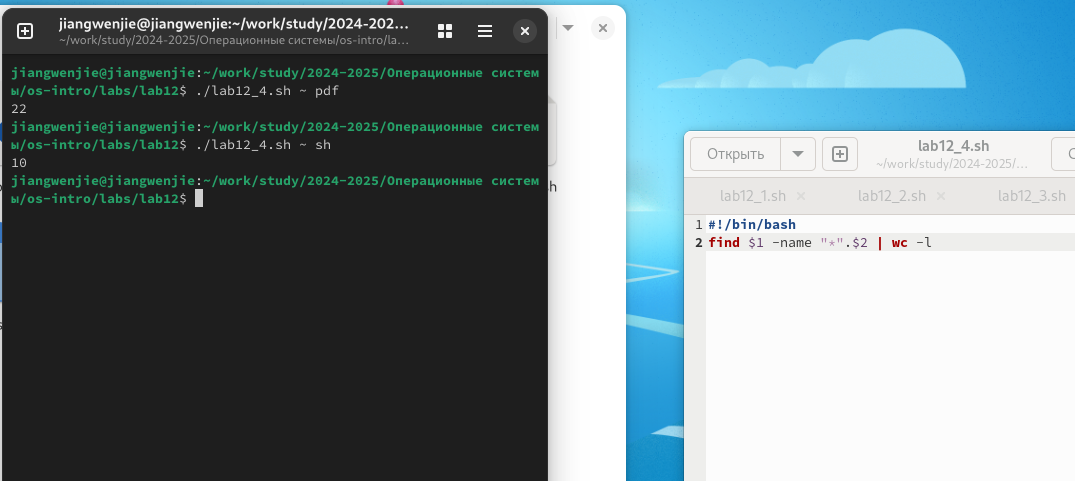 jiangwenjie@jiangwenjie:~/work/study/2024-202...
~/work/study/2024-2025/Операционные системы/os-intro/la...
jiangwenjie@jiangwenjie:~/work/study/2024-2025/Операционные систем
ы/os-intro/labs/lab12$ ./lab12_4.sh ~ pdf
22
jiangwenjie@jiangwenjie:~/work/study/2024-2025/Операционные систем
ы/os-intro/labs/lab12$ ./lab12_4.sh ~ sh
10
jiangwenjie@jiangwenjie:~/work/study/2024-2025/Операционные систем
ы/os-intro/labs/lab12$
sh
Открыть
lab12_4.sh
~/work/study/2024-2025/...
lab12_1.sh
lab12_2.sh
lab12_3.sh
1 #!/bin/bash
2 find $1 -name "*".$2 | wc -l